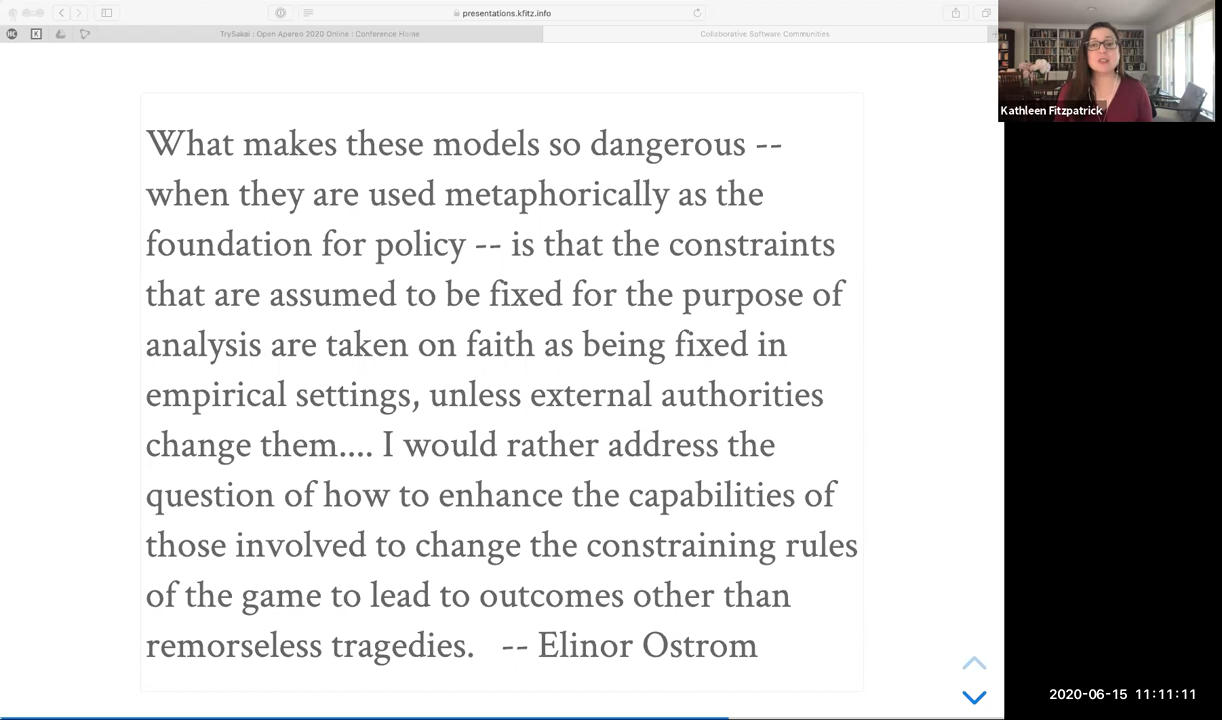 presentations.kfitz.info
TrySakai : Open Apereo 2020 Online : Conference Home
Collaborative Software Communities
Kathleen Fitzpatrick
What makes these models so dangerous --
when they are used metaphorically as the
foundation for policy -- is that the constraints
that are assumed to be fixed for the purpose of
analysis are taken on faith as being fixed in
empirical settings, unless external authorities
change them.... I would rather address the
question of how to enhance the capabilities of
those involved to change the constraining rules
of the game to lead to outcomes other than
remorseless tragedies. -- Elinor Ostrom
2020-06-15 11:11:11